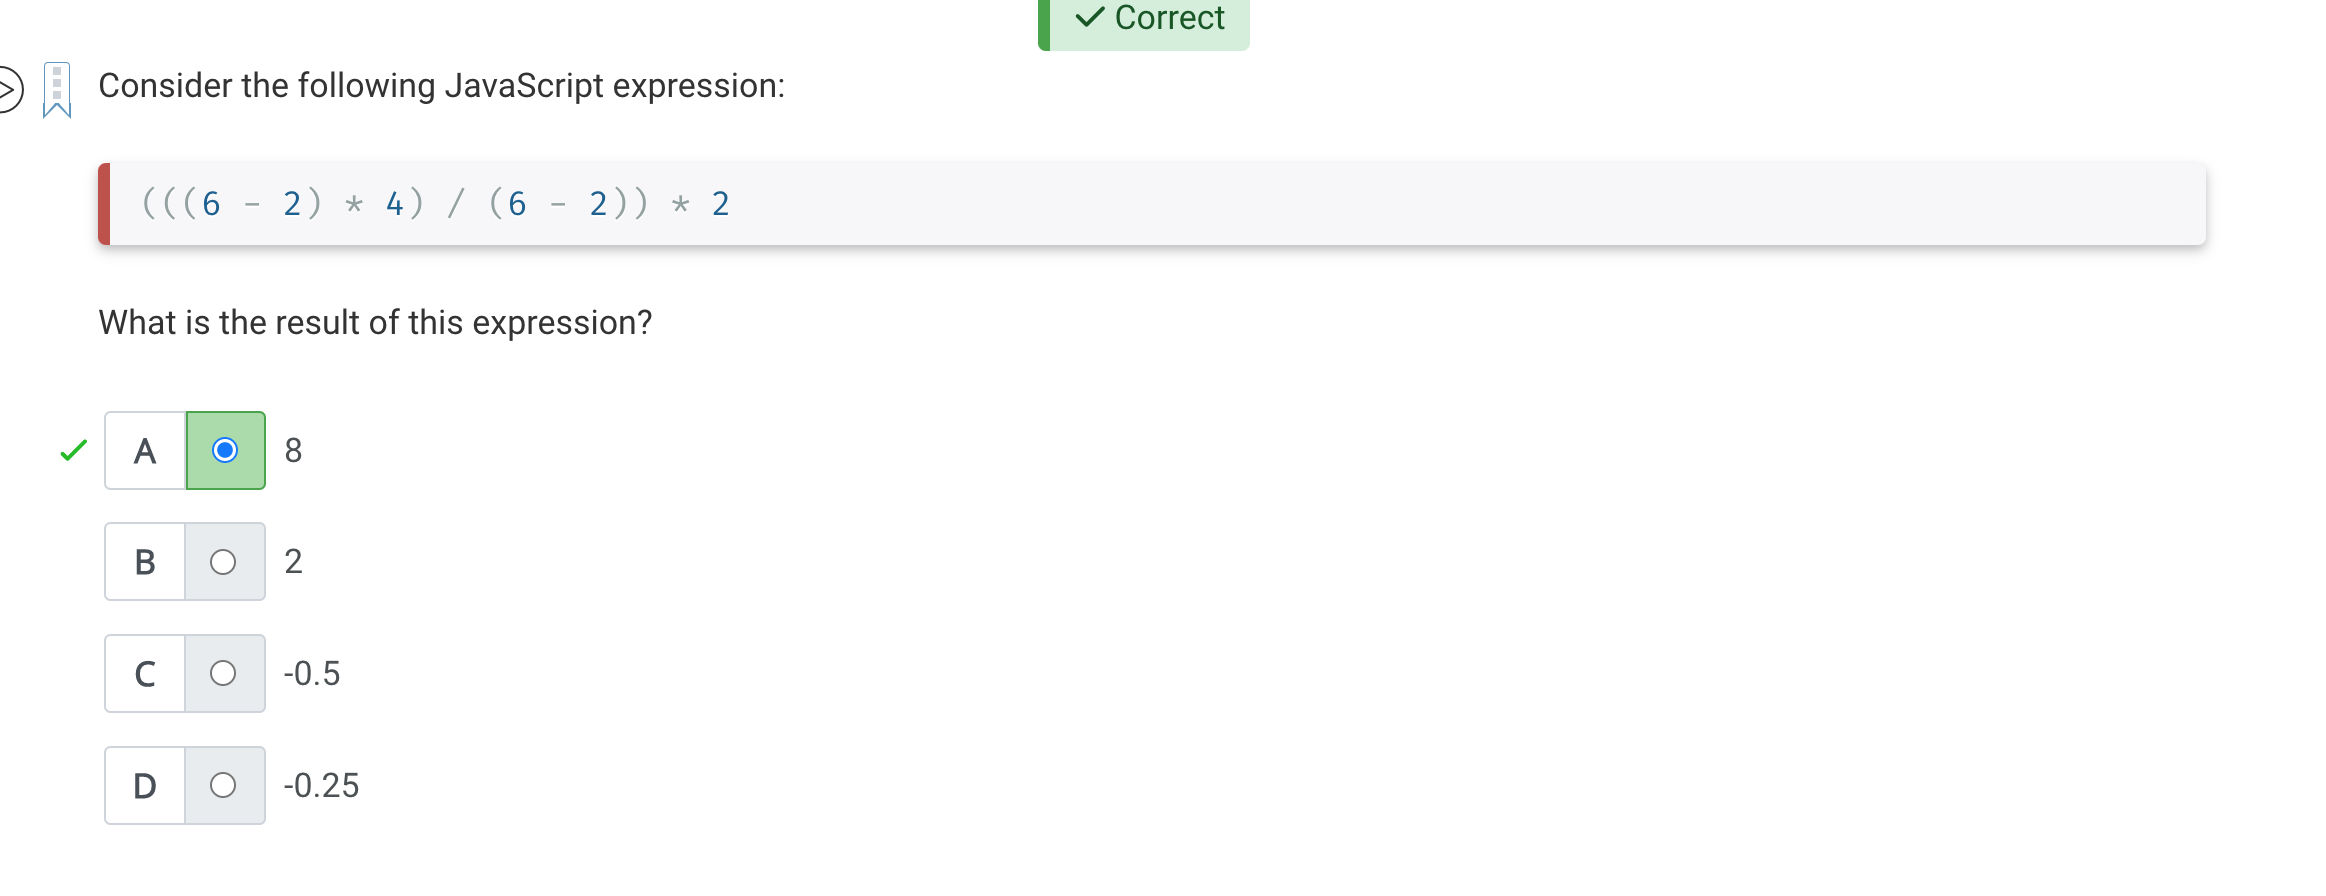 Correct
Consider the following JavaScript expression:
(((6 - 2) * 4) / (6 - 2)) * 2
What is the result of this expression?
A 8
B 2
C -0.5
D -0.25